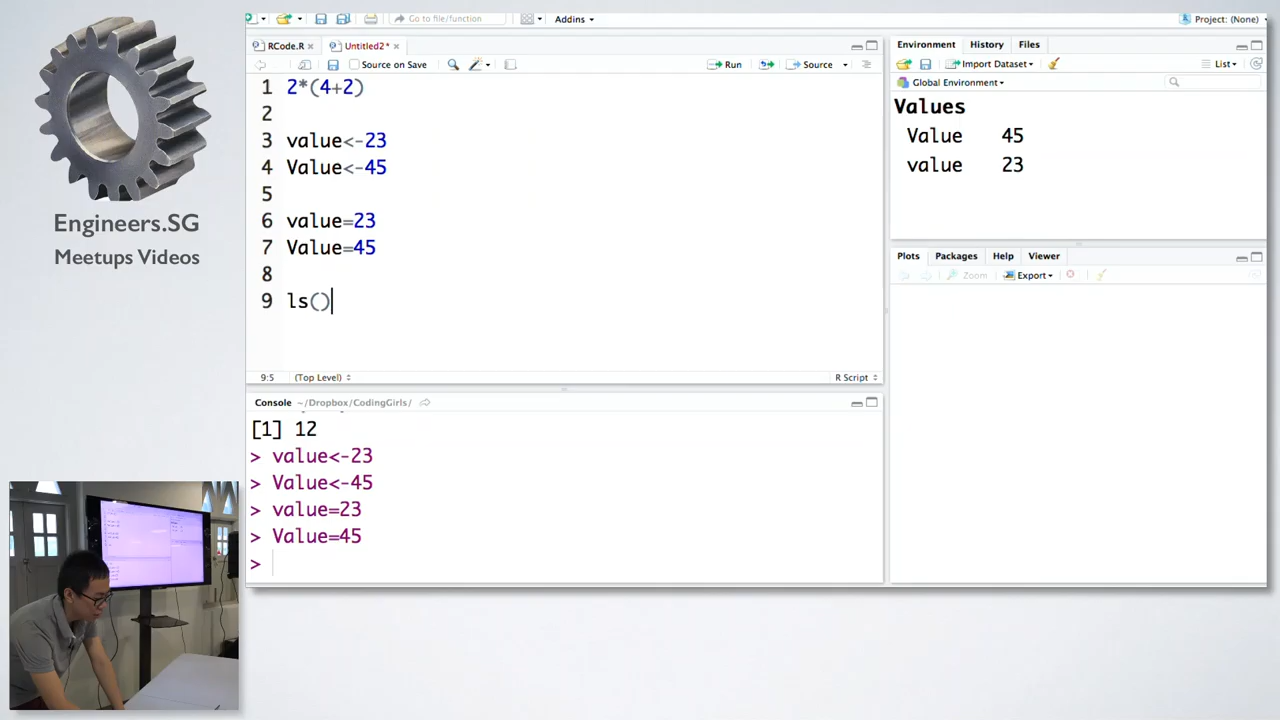 Go to file/function
Addins
Project: (None)
RCode.R
Untitled2*
Source on Save
Run
Source
1 2*(4+2)
2
3 value<-23
4 Value<-45
5
6 value=23
7 Value=45
8
9 ls()
9:5
(Top Level)
R Script
Console ~/Dropbox/CodingGirls/
[1] 12
> value<-23
> Value<-45
> value=23
> Value=45
>
Environment
History
Files
Import Dataset
List
Global Environment
Values
Value 45
value 23
Plots
Packages
Help
Viewer
Zoom
Export
Engineers.SG
Meetups Videos